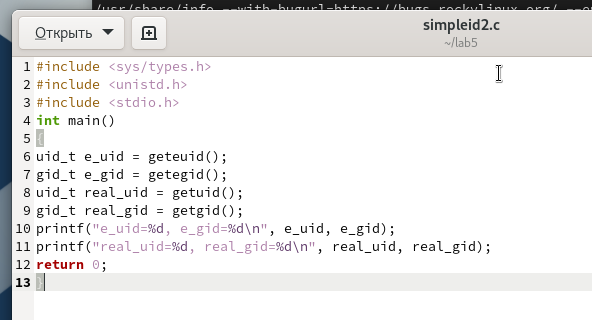 /usr/share/info --with-bugurl=https://bugs.rockylinux.org/
Открыть
simpleid2.c
~/lab5
1 #include <sys/types.h>
2 #include <unistd.h>
3 #include <stdio.h>
4 int main()
5 {
6 uid_t e_uid = geteuid();
7 gid_t e_gid = getegid();
8 uid_t real_uid = getuid();
9 gid_t real_gid = getgid();
10 printf("e_uid=%d, e_gid=%d\n", e_uid, e_gid);
11 printf("real_uid=%d, real_gid=%d\n", real_uid, real_gid);
12 return 0;
13 }